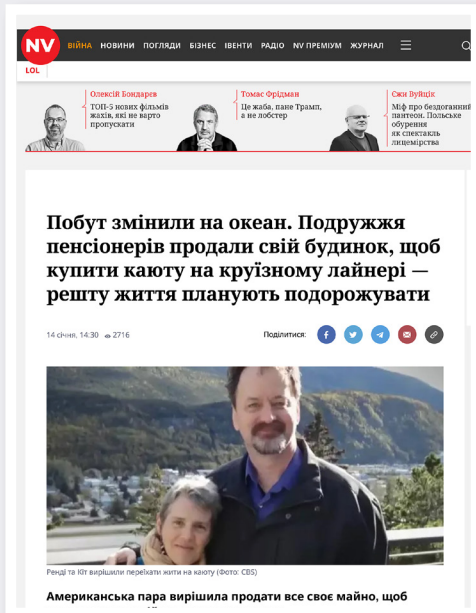 NV
ВІЙНА НОВИНИ ПОГЛЯДИ БІЗНЕС ІВЕНТИ РАДІО NV ПРЕМІУМ ЖУРНАЛ
LOL
Олексій Бондарєв
ТОП-5 нових фільмів
жахів, які не варто
пропускати
Томас Фрідман
Це жаба, пане Трамп,
а не лобстер
Єжи Вуйцік
Міф про бездоганний
пантеон. Польське
обурення
як спектакль
лицемірства
Побут змінили на океан. Подружжя
пенсіонерів продали свій будинок, щоб
купити каюту на круїзному лайнері —
решту життя планують подорожувати
14 січня, 14:30 2716
Поділитися:
Ренді та Кіт вирішили переїхати жити на каюту (Фото: CBS)
Американська пара вирішила продати все своє майно, щоб